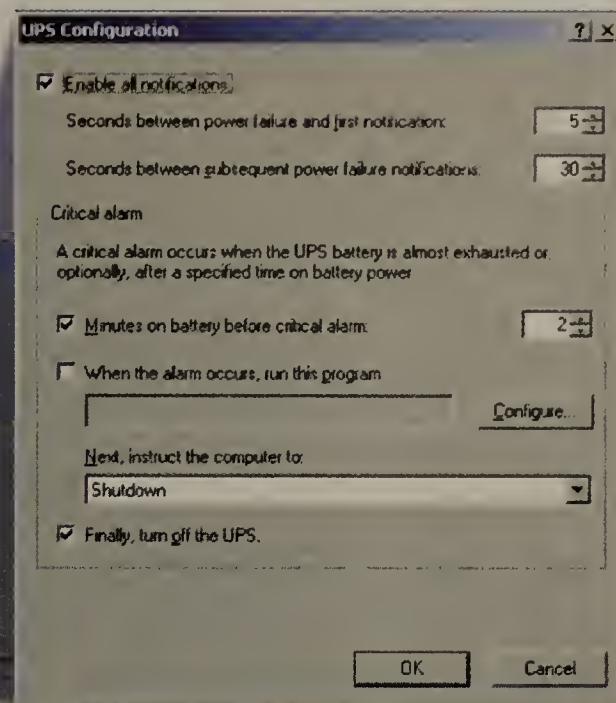 UPS Configuration
? ×
Enable all notifications.
Seconds between power failure and first notification: 5
Seconds between subsequent power failure notifications: 30
Critical alarm
A critical alarm occurs when the UPS battery is almost exhausted or,
optionally, after a specified time on battery power
Minutes on battery before critical alarm: 2
When the alarm occurs, run this program
Configure...
Next, instruct the computer to:
Shutdown
Finally, turn off the UPS.
OK Cancel